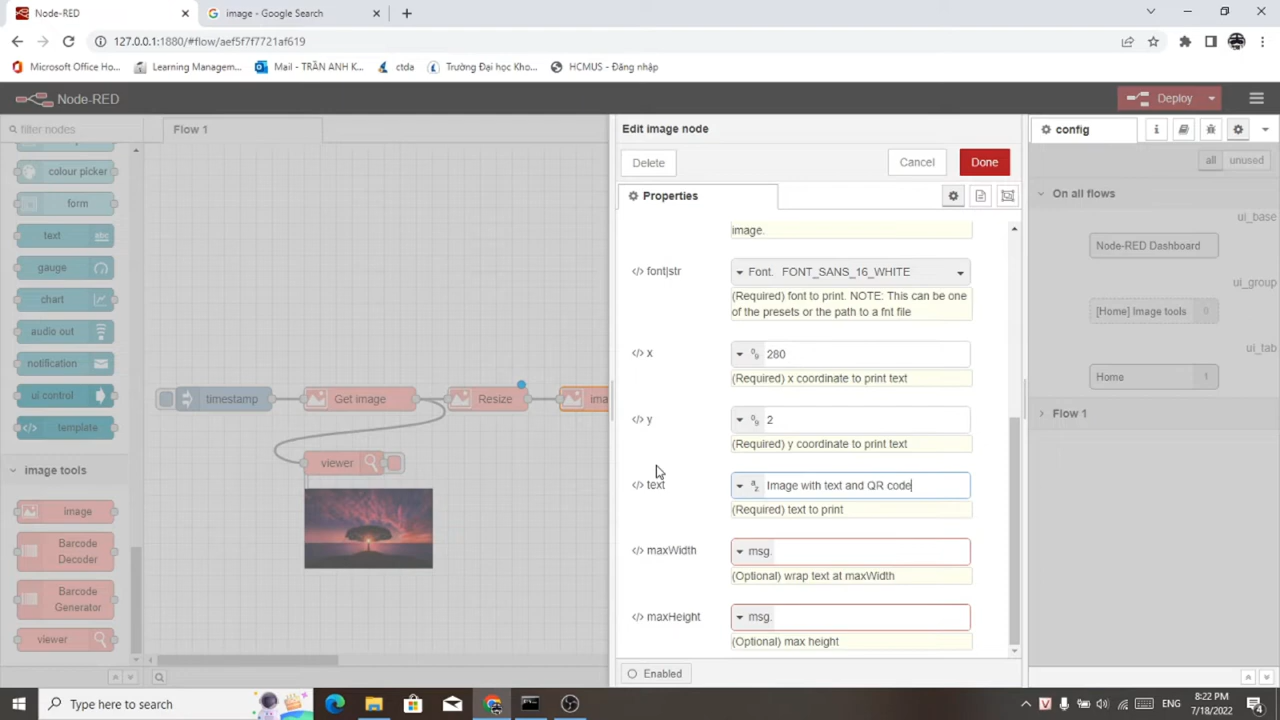 Node-RED
image - Google Search
127.0.0.1:1880/#flow/aef5f7f7721af619
Microsoft Office Ho...
Learning Managem...
Mail - TRẦN ANH K...
ctda
Trường Đại học Kho...
HCMUS - Đăng nhập
Node-RED
Deploy
filter nodes
Flow 1
Edit image node
config
Delete
Cancel
Done
all
unused
colour picker
Properties
On all flows
form
ui_base
text
image.
Node-RED Dashboard
gauge
font|str
Font. FONT_SANS_16_WHITE
ui_group
chart
(Required) font to print. NOTE: This can be one
of the presets or the path to a fnt file
[Home] Image tools
0
audio out
ui_tab
notification
x
280
Home
1
(Required) x coordinate to print text
ui control
timestamp
Get image
Resize
ima
Flow 1
template
y
2
(Required) y coordinate to print text
image tools
viewer
text
Image with text and QR code
(Required) text to print
image
Barcode
Decoder
maxWidth
msg.
(Optional) wrap text at maxWidth
Barcode
Generator
maxHeight
msg.
viewer
(Optional) max height
Enabled
Type here to search
ENG
8:22 PM
7/18/2022
4